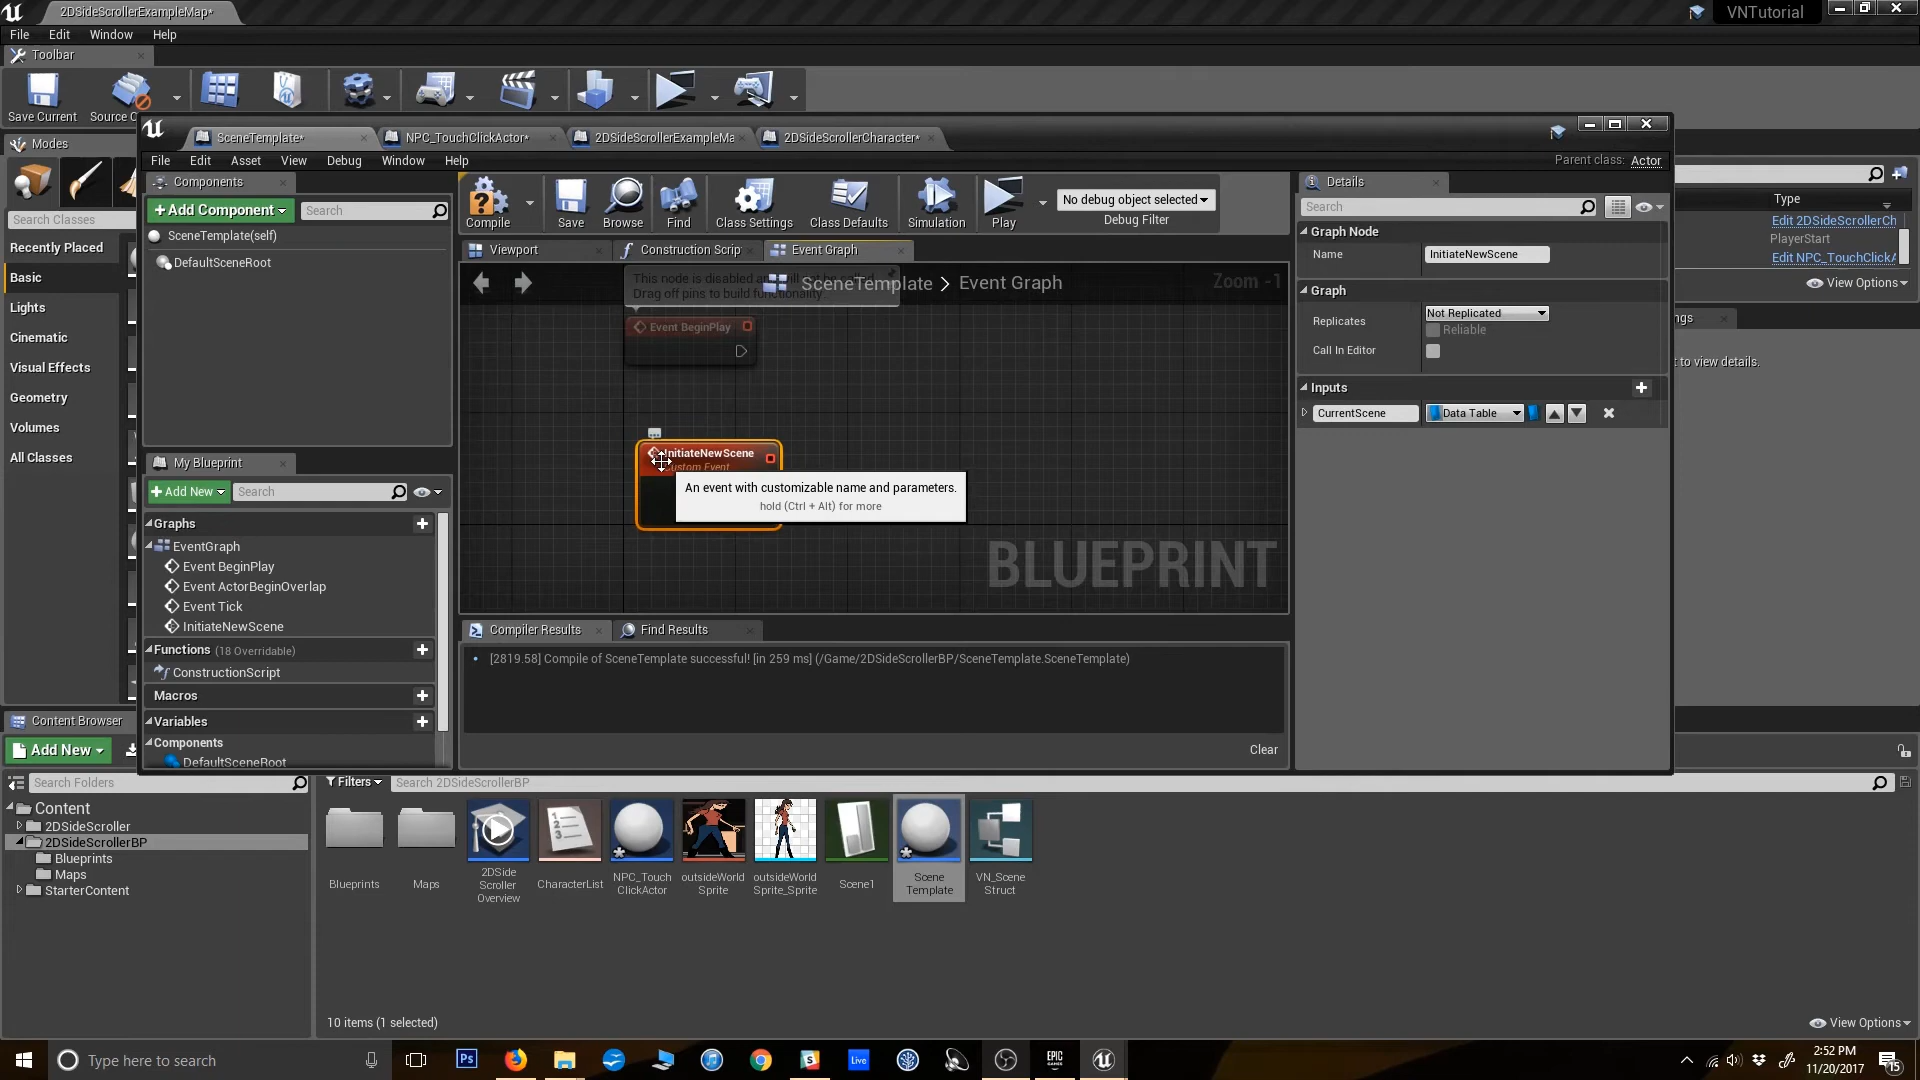 2DSideScrollerExampleMap*
VNTutorial
File Edit Window Help
Toolbar
Save Current
Source C
Modes
Search Classes
Recently Placed
Basic
Lights
Cinematic
Visual Effects
Geometry
Volumes
All Classes
SceneTemplate*
NPC_TouchClickActor*
2DSideScrollerExampleMa
2DSideScrollerCharacter*
File Edit Asset View Debug Window Help
Parent class: Actor
Components
+Add Component
Search
SceneTemplate(self)
DefaultSceneRoot
Compile
Save
Browse
Find
Class Settings
Class Defaults
Simulation
Play
No debug object selected
Debug Filter
Viewport
Construction Scrip
Event Graph
SceneTemplate > Event Graph
Zoom -1
Drag off pins to build functionality.
Event BeginPlay
InitiateNewScene
Custom Event
An event with customizable name and parameters.
hold (Ctrl + Alt) for more
BLUEPRINT
My Blueprint
+Add New
Search
Graphs
EventGraph
Event BeginPlay
Event ActorBeginOverlap
Event Tick
InitiateNewScene
Functions (18 Overridable)
ConstructionScript
Macros
Variables
Components
DefaultSceneRoot
Compiler Results
Find Results
[2819.58] Compile of SceneTemplate successful! [in 259 ms] (/Game/2DSideScrollerBP/SceneTemplate.SceneTemplate)
Clear
Details
Search
Graph Node
Name
InitiateNewScene
Graph
Replicates
Not Replicated
Reliable
Call In Editor
Inputs
CurrentScene
Data Table
Type
Edit 2DSideScrollerCh
PlayerStart
Edit NPC_TouchClickA
View Options
ngs
t to view details.
Content Browser
Add New
Search Folders
Content
2DSideScroller
2DSideScrollerBP
Blueprints
Maps
StarterContent
Filters
Search 2DSideScrollerBP
Blueprints
Maps
2DSide
Scroller
Overview
CharacterList
NPC_Touch
ClickActor
outsideWorld
Sprite
outsideWorld
Sprite_Sprite
Scene1
Scene
Template
VN_Scene
Struct
10 items (1 selected)
View Options
Type here to search
Ps
Live
EPIC
GAMES
2:52 PM
11/20/2017
15